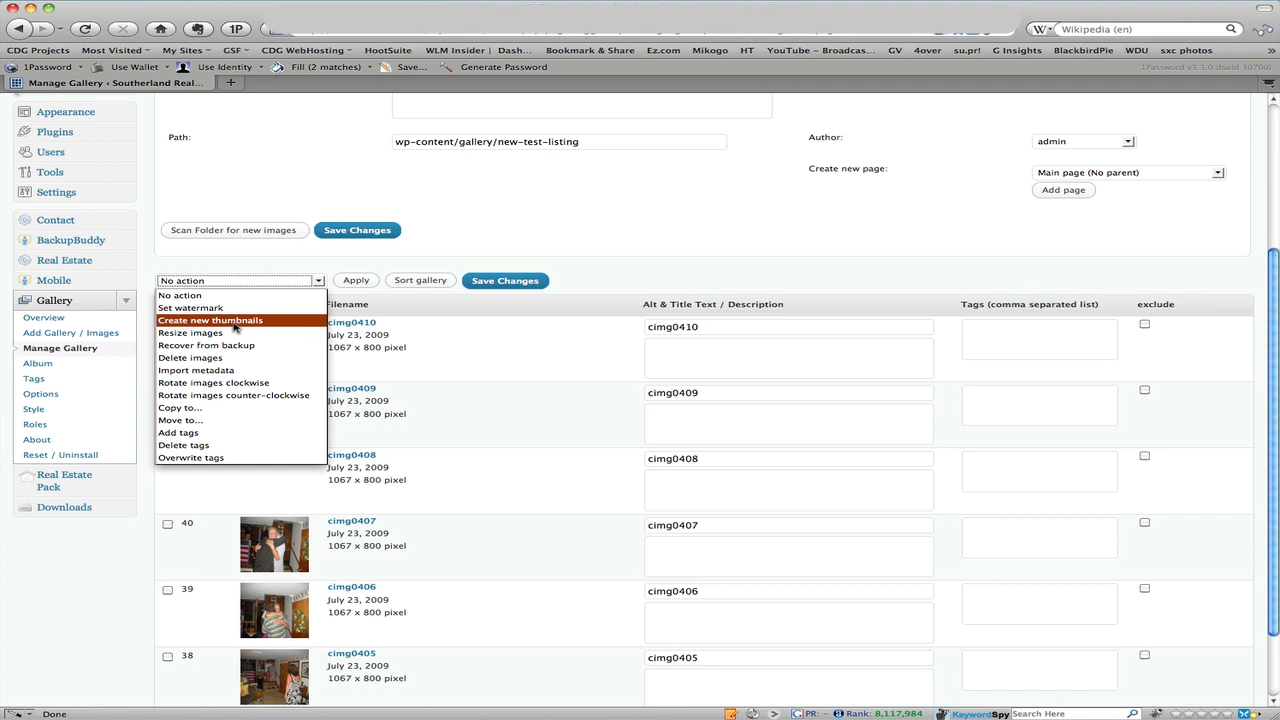 1P
W
Wikipedia (en)
CDG Products Most Visited My Sites GSF CDG WebHosting HootSuite WLM Insider | Dash... Bookmark & Share Ez.com Mikogo HT YouTube - Broadcas... GV 4over su.pr! G Insights BlackbirdPie WDU sxc photos »
1Password Use Wallet Use Identity Fill (2 matches) Save... Generate Password 1Password v3.3.0 (build 30700)
Manage Gallery ‹ Southerland Real... +
Appearance
Plugins
Users
Tools
Settings
Contact
BackupBuddy
Real Estate
Mobile
Gallery
Overview
Add Gallery / Images
Manage Gallery
Album
Tags
Options
Style
Roles
About
Reset / Uninstall
Real Estate
Pack
Downloads
Path: wp-content/gallery/new-test-listing Author: admin
Create new page: Main page (No parent)
Add page
Scan Folder for new images Save Changes
No action Apply Sort gallery Save Changes
No action
Set watermark
Create new thumbnails
Resize images
Recover from backup
Delete images
Import metadata
Rotate images clockwise
Rotate images counter-clockwise
Copy to...
Move to...
Add tags
Delete tags
Overwrite tags
Filename Alt & Title Text / Description Tags (comma separated list) exclude
cimg0410 cimg0410
July 23, 2009
1067 x 800 pixel
cimg0409 cimg0409
July 23, 2009
1067 x 800 pixel
cimg0408 cimg0408
July 23, 2009
1067 x 800 pixel
40 cimg0407 cimg0407
July 23, 2009
1067 x 800 pixel
39 cimg0406 cimg0406
July 23, 2009
1067 x 800 pixel
38 cimg0405 cimg0405
July 23, 2009
1067 x 800 pixel
Done PR: - Rank: 8,117,984 KeywordSpy Search Here